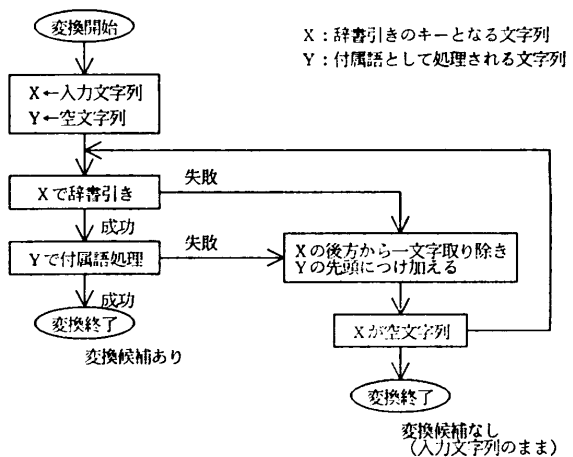 変換開始
X：辞書引きのキーとなる文字列
Y：付属語として処理される文字列
X←入力文字列
Y←空文字列
Xで辞書引き
失敗
成功
Yで付属語処理
失敗
Xの後方から一文字取り除き
Yの先頭につけ加える
成功
変換終了
変換候補あり
Xが空文字列
変換終了
変換候補なし
（入力文字列のまま）